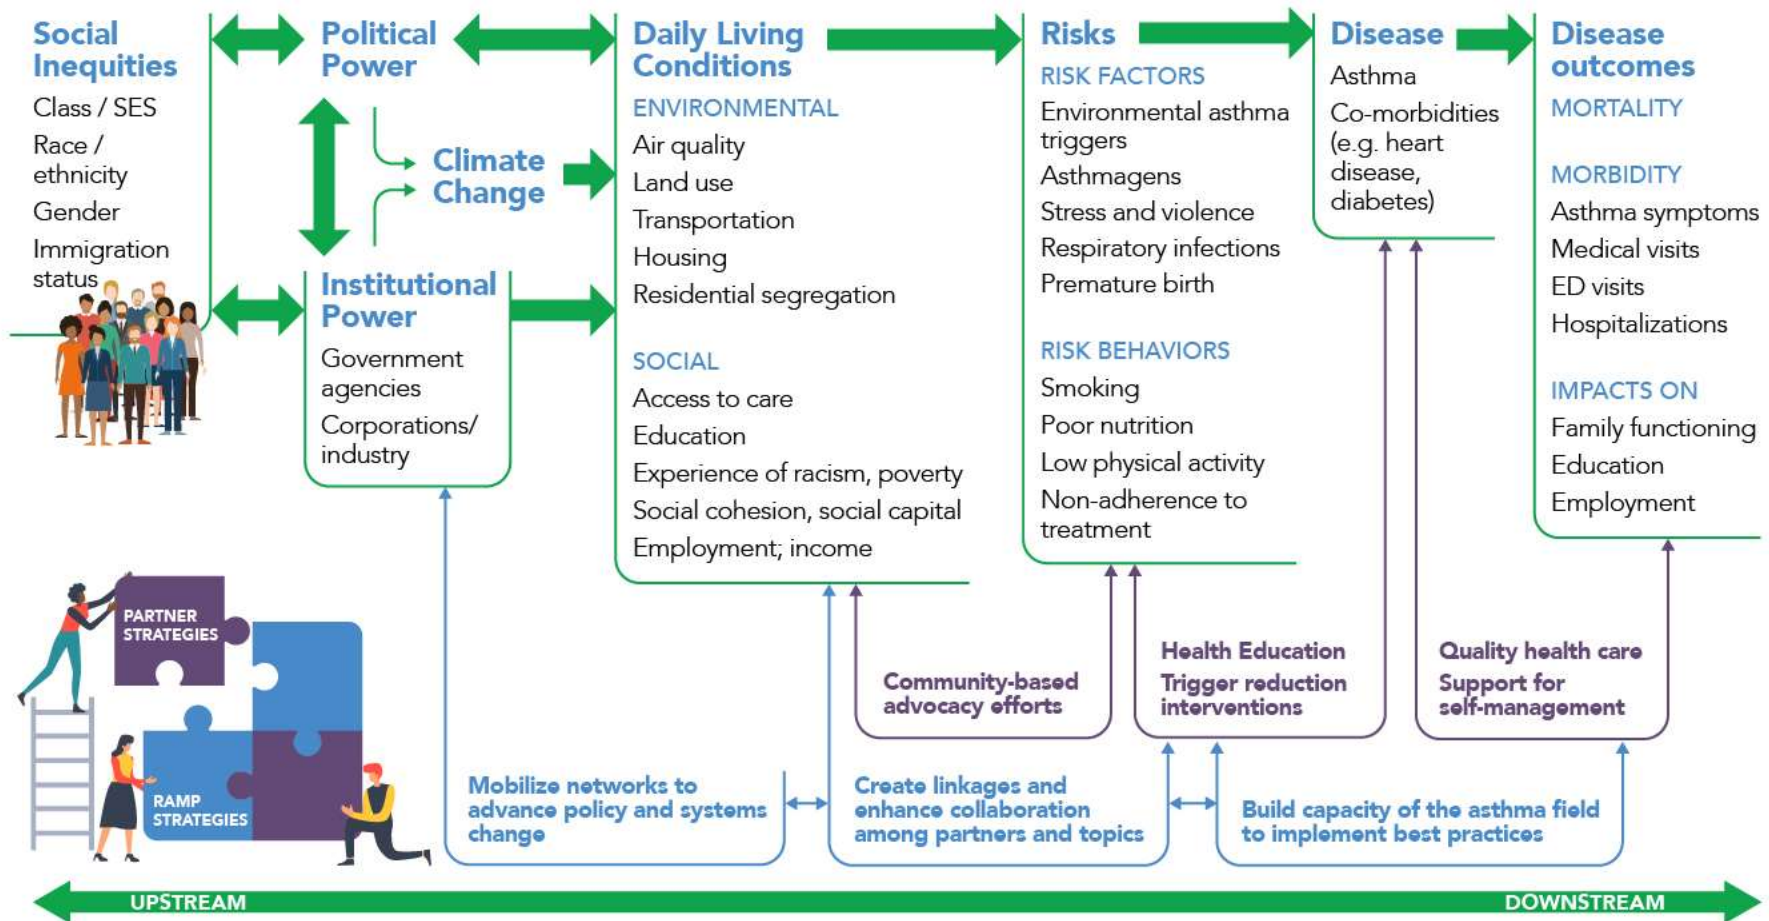 Social
Inequities
Class / SES
Race /
ethnicity
Gender
Immigration
status
Political
Power
Climate
Change
Institutional
Power
Government
agencies
Corporations/
industry
Daily Living
Conditions
ENVIRONMENTAL
Air quality
Land use
Transportation
Housing
Residential segregation
SOCIAL
Access to care
Education
Experience of racism, poverty
Social cohesion, social capital
Employment; income
Risks
RISK FACTORS
Environmental asthma
triggers
Asthmagens
Stress and violence
Respiratory infections
Premature birth
RISK BEHAVIORS
Smoking
Poor nutrition
Low physical activity
Non-adherence to
treatment
Disease
Asthma
Co-morbidities
(e.g. heart
disease,
diabetes)
Disease
outcomes
MORTALITY
MORBIDITY
Asthma symptoms
Medical visits
ED visits
Hospitalizations
IMPACTS ON
Family functioning
Education
Employment
PARTNER
STRATEGIES
RAMP
STRATEGIES
Community-based
advocacy efforts
Health Education
Trigger reduction
interventions
Quality health care
Support for
self-management
Mobilize networks to
advance policy and systems
change
Create linkages and
enhance collaboration
among partners and topics
Build capacity of the asthma field
to implement best practices
UPSTREAM
DOWNSTREAM